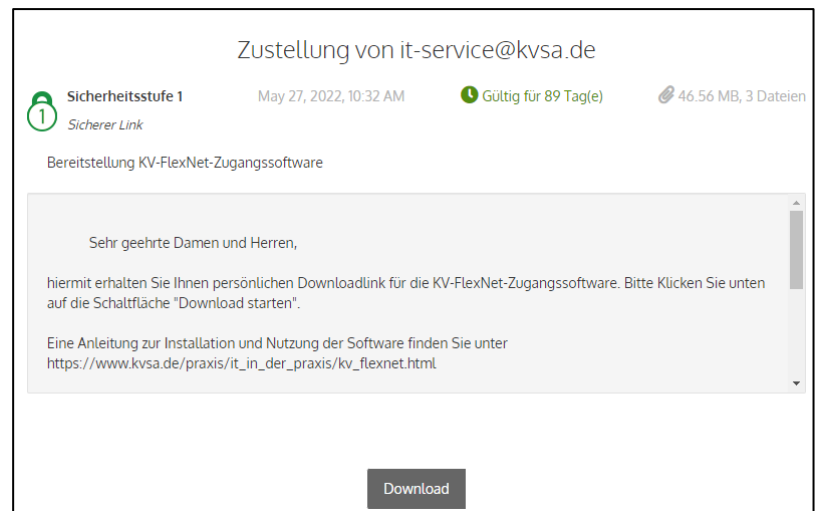 Zustellung von it-service@kvsa.de
Sicherheitsstufe 1 May 27, 2022, 10:32 AM Gültig für 89 Tag(e) 46.56 MB, 3 Dateien
1
Sicherer Link
Bereitstellung KV-FlexNet-Zugangssoftware
Sehr geehrte Damen und Herren,
hiermit erhalten Sie Ihnen persönlichen Downloadlink für die KV-FlexNet-Zugangssoftware. Bitte Klicken Sie unten
auf die Schaltfläche "Download starten".
Eine Anleitung zur Installation und Nutzung der Software finden Sie unter
https://www.kvsa.de/praxis/it_in_der_praxis/kv_flexnet.html
Download